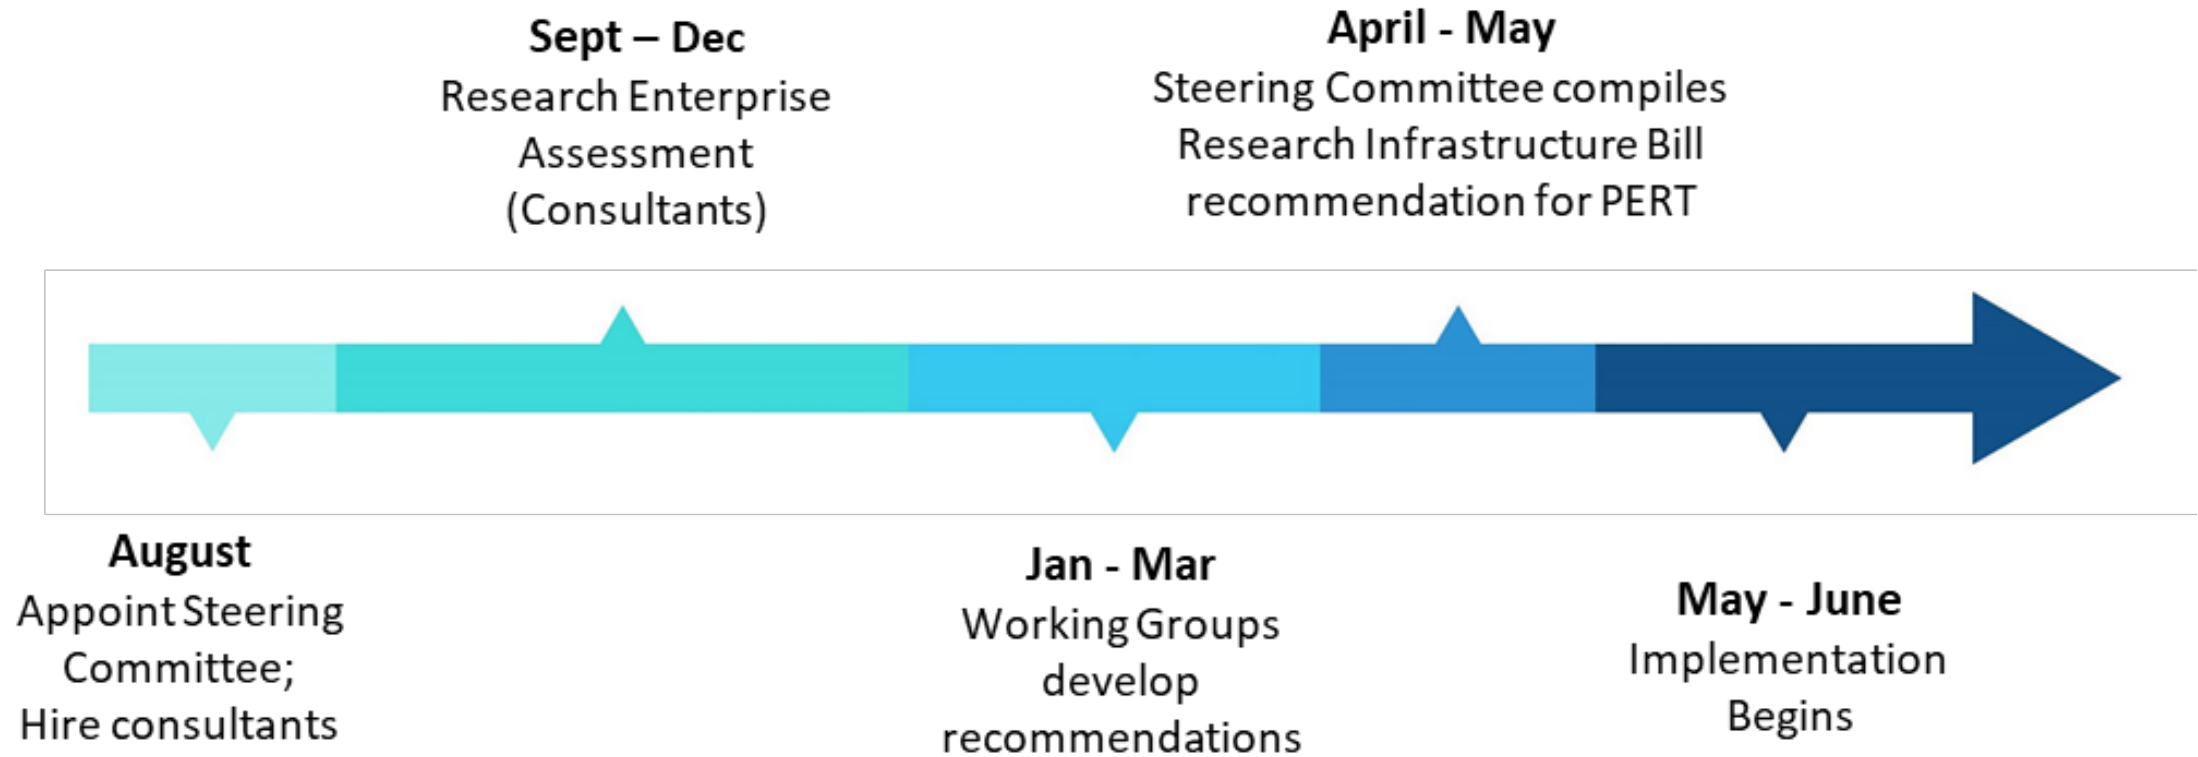 Sept – Dec
Research Enterprise
Assessment
(Consultants)
April - May
Steering Committee compiles
Research Infrastructure Bill
recommendation for PERT
August
Appoint Steering
Committee;
Hire consultants
Jan - Mar
Working Groups
develop
recommendations
May - June
Implementation
Begins